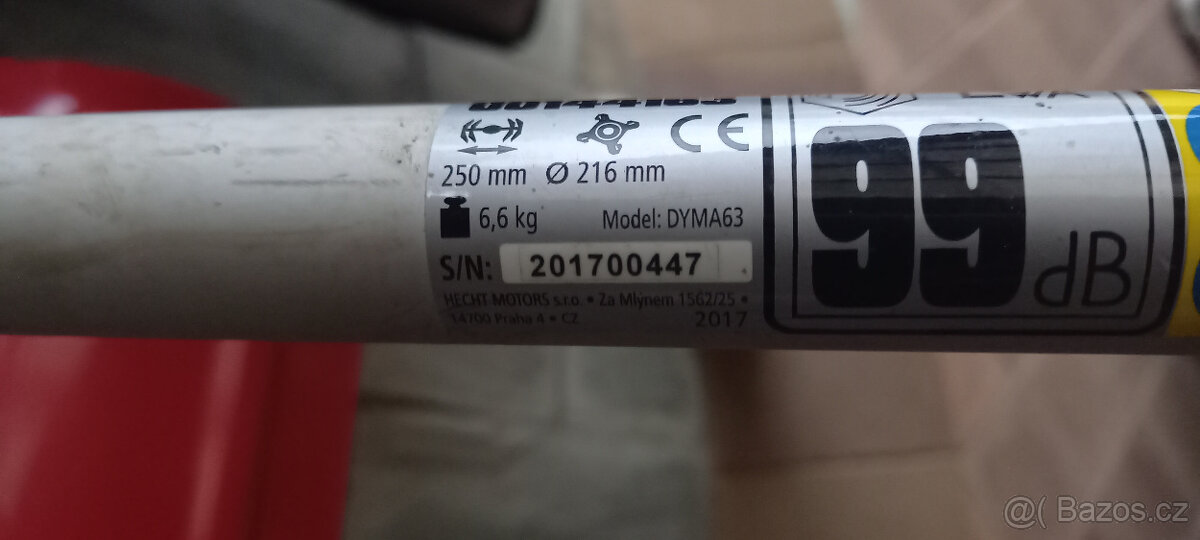 00144163
CE
250 mm Ø 216 mm
6,6 kg Model: DYMA63
S/N: 201700447
HECHT MOTORS s.r.o. • Za Mlýnem 1562/25 •
14700 Praha 4 • CZ 2017
99 dB
@( Bazos.cz